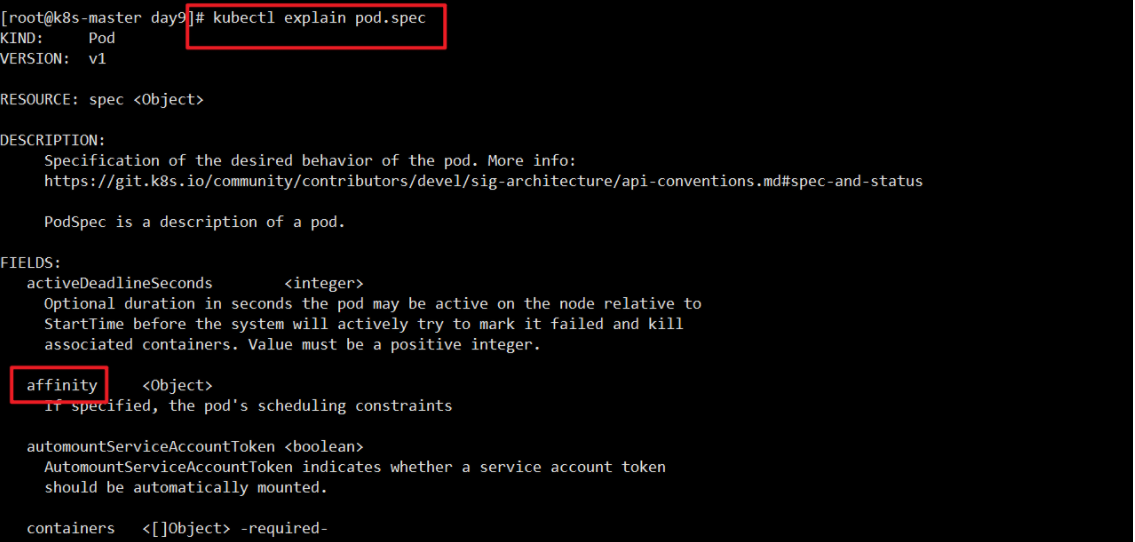 [root@k8s-master day9]# kubectl explain pod.spec
KIND:     Pod
VERSION:  v1
RESOURCE: spec <Object>
DESCRIPTION:
Specification of the desired behavior of the pod. More info:
https://git.k8s.io/community/contributors/devel/sig-architecture/api-conventions.md#spec-and-status
PodSpec is a description of a pod.
FIELDS:
activeDeadlineSeconds        <integer>
Optional duration in seconds the pod may be active on the node relative to
StartTime before the system will actively try to mark it failed and kill
associated containers. Value must be a positive integer.
affinity     <Object>
If specified, the pod's scheduling constraints
automountServiceAccountToken <boolean>
AutomountServiceAccountToken indicates whether a service account token
should be automatically mounted.
containers   <[]Object> -required-